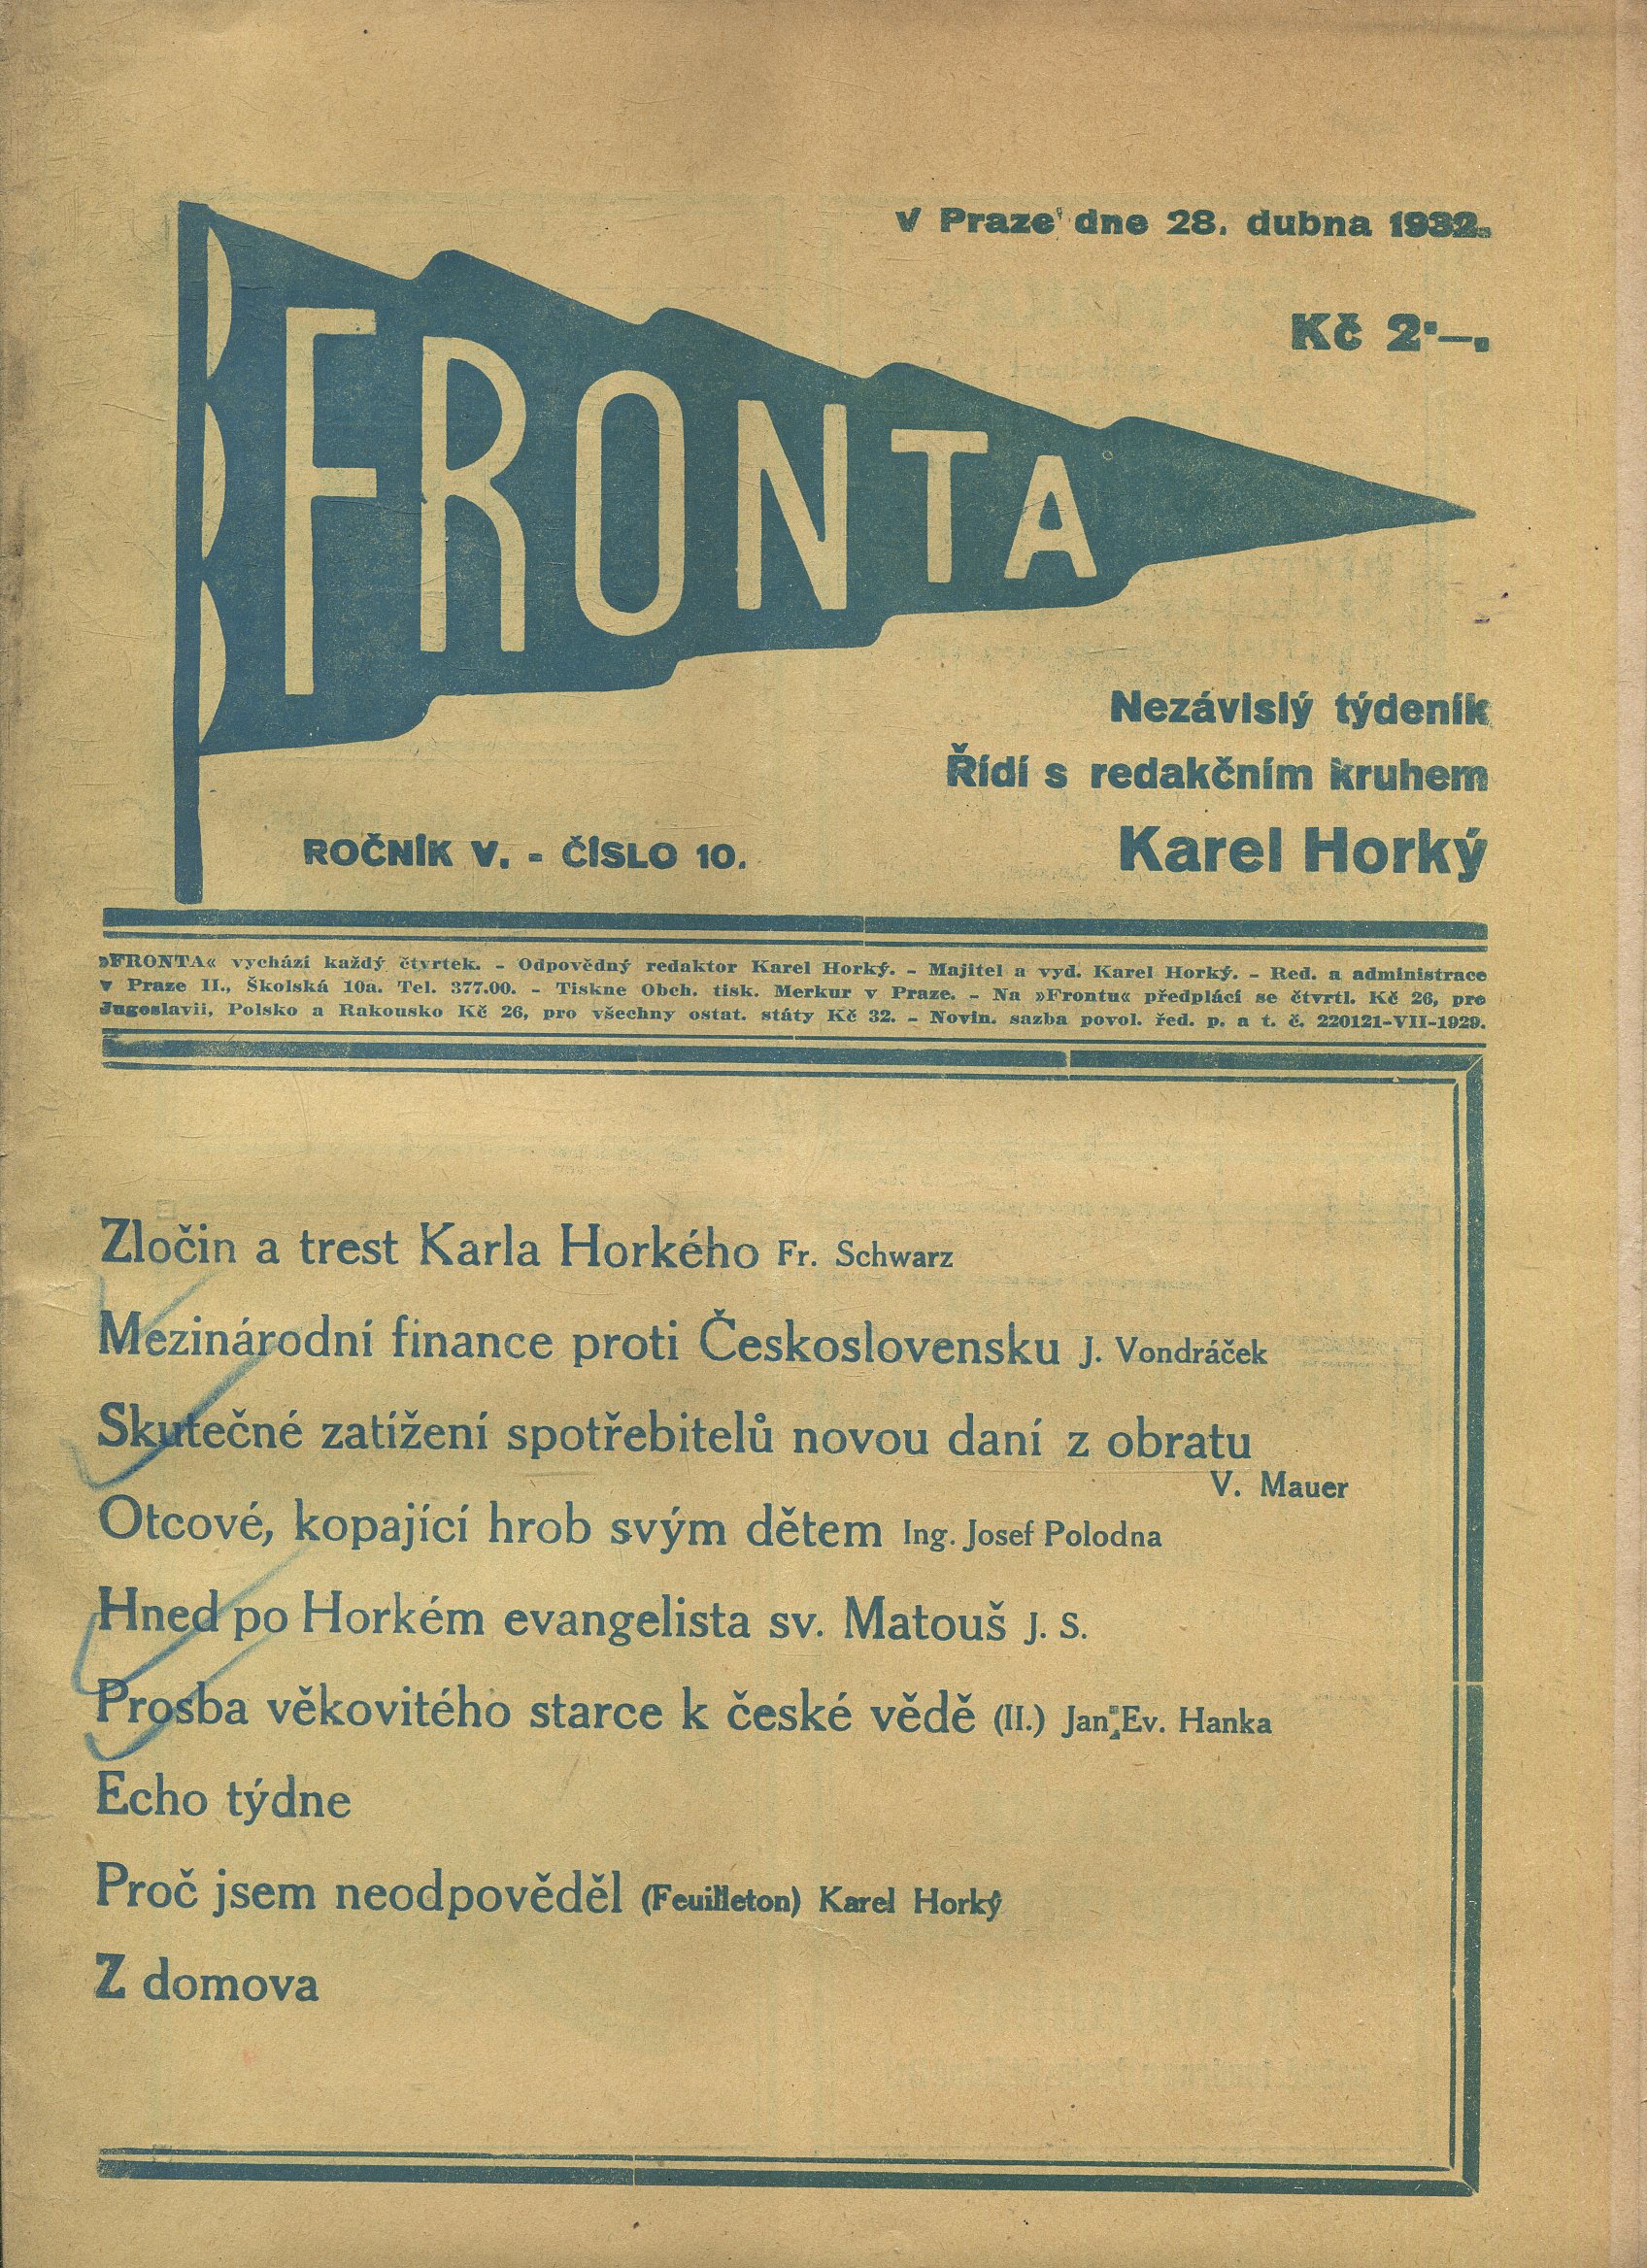 V Praze dne 28. dubna 1932.
Kč 2·—.
FRONTA
Nezávislý týdeník
Řídí s redakčním kruhem
Karel Horký
ROČNÍK V. - ČÍSLO 10.
»FRONTA« vychází každý čtvrtek. - Odpovědný redaktor Karel Horký. - Majitel a vyd. Karel Horký. - Red. a administrace
v Praze II., Školská 10a. Tel. 377.00. - Tiskne Obch. tisk. Merkur v Praze. - Na »Frontu« předplácí se čtvrtl. Kč 26, pro
Jugoslavii, Polsko a Rakousko Kč 26, pro všechny ostat. státy Kč 32. - Novin. sazba povol. řed. p. a t. č. 220121-VII-1929.
Zločin a trest Karla Horkého Fr. Schwarz
Mezinárodní finance proti Československu J. Vondráček
Skutečné zatížení spotřebitelů novou daní z obratu
V. Mauer
Otcové, kopající hrob svým dětem Ing. Josef Polodna
Hned po Horkém evangelista sv. Matouš J. S.
Prosba věkovitého starce k české vědě (II.) Jan Ev. Hanka
Echo týdne
Proč jsem neodpověděl (Feuilleton) Karel Horký
Z domova